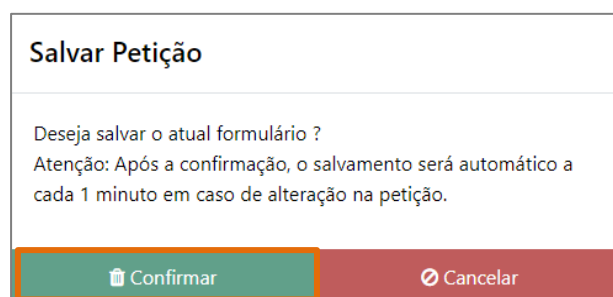 Salvar Petição
Deseja salvar o atual formulário ?
Atenção: Após a confirmação, o salvamento será automático a
cada 1 minuto em caso de alteração na petição.
Confirmar
Cancelar